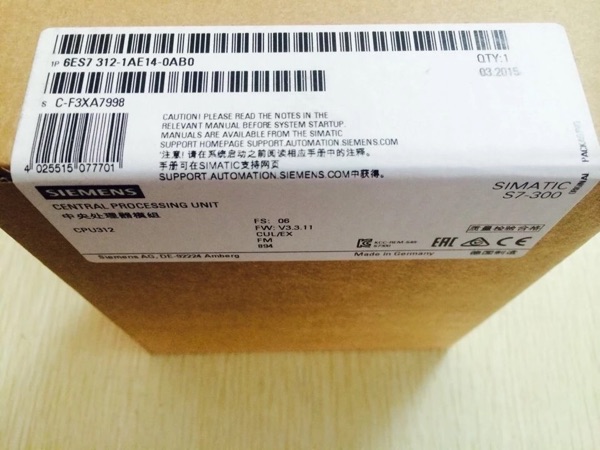 1P 6ES7 312-1AE14-0AB0
QTY:1
03.2015
S C-F3XA7998
CAUTION! PLEASE READ THE NOTES IN THE
RELEVANT MANUAL BEFORE SYSTEM STARTUP.
MANUALS ARE AVAILABLE FROM THE SIMATIC
SUPPORT HOMEPAGE SUPPORT.AUTOMATION.SIEMENS.COM
注意! 请在系统启动之前阅读相应手册中的注释。
手册可在SIMATIC支持网页
SUPPORT.AUTOMATION.SIEMENS.COM中获得。
4 025515 077701
SIEMENS
SIMATIC
S7-300
CENTRAL PROCESSING UNIT
中央处理器模組
CPU312
FS: 06
FW: V3.3.11
CUL/EX
FM
994
EAC
CE
Siemens AG, DE-92224 Amberg
Made in Germany
德国制造